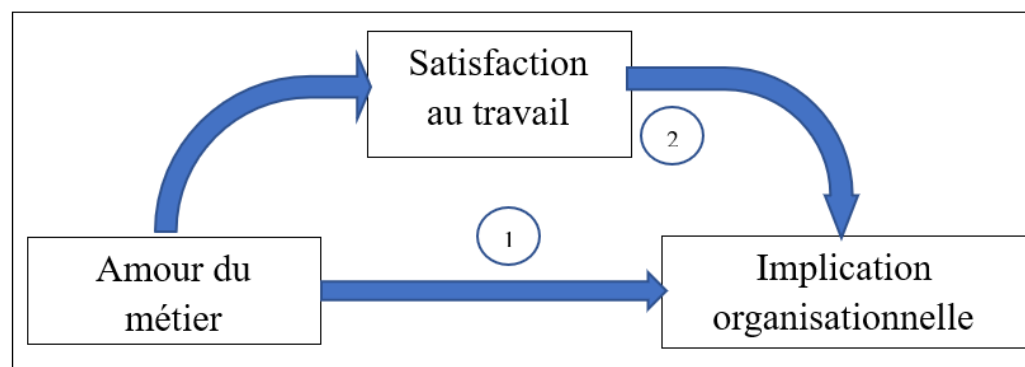 Satisfaction
au travail
2
1
Amour du
métier
Implication
organisationnelle